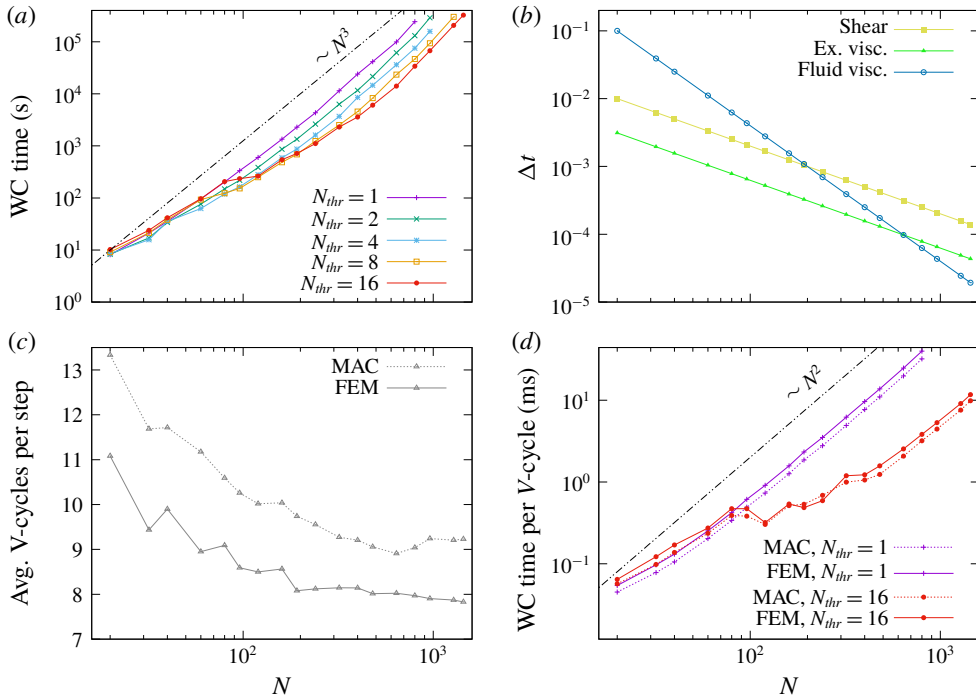 (a)
WC time (s)
10^5
10^4
10^3
10^2
10^1
10^0
~ N^3
N_thr = 1
N_thr = 2
N_thr = 4
N_thr = 8
N_thr = 16
(b)
Δt
10^−1
10^−2
10^−3
10^−4
10^−5
Shear
Ex. visc.
Fluid visc.
(c)
Avg. V-cycles per step
13
12
11
10
9
8
7
MAC
FEM
10^2
10^3
N
(d)
WC time per V-cycle (ms)
10^1
10^0
10^−1
~ N^2
MAC, N_thr = 1
FEM, N_thr = 1
MAC, N_thr = 16
FEM, N_thr = 16
10^2
10^3
N